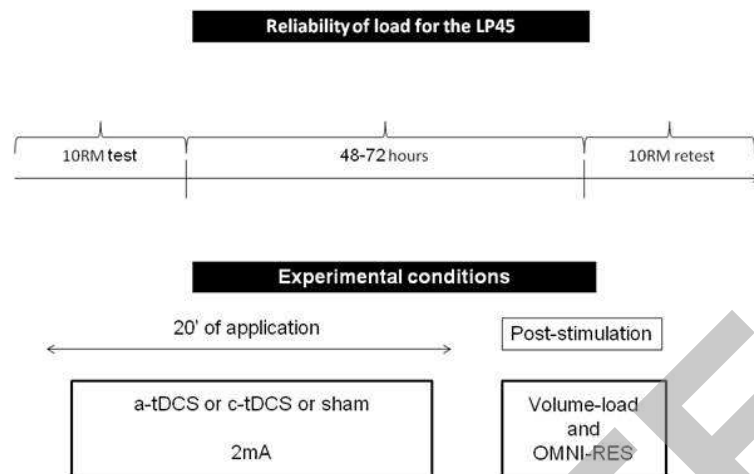 Reliability of load for the LP45
10RM test
48-72 hours
10RM retest
Experimental conditions
20' of application
Post-stimulation
a-tDCS or c-tDCS or sham
2mA
Volume-load
and
OMNI-RES